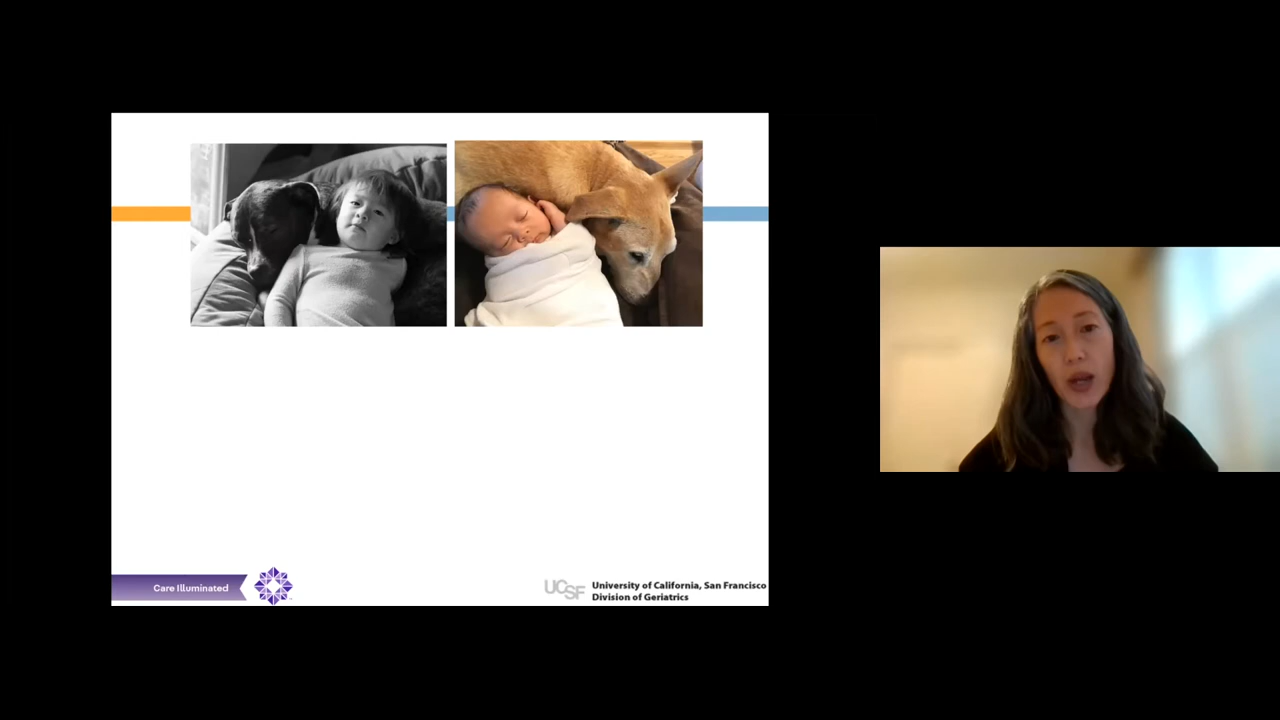 Care Illuminated
UCSF
University of California, San Francisco
Division of Geriatrics